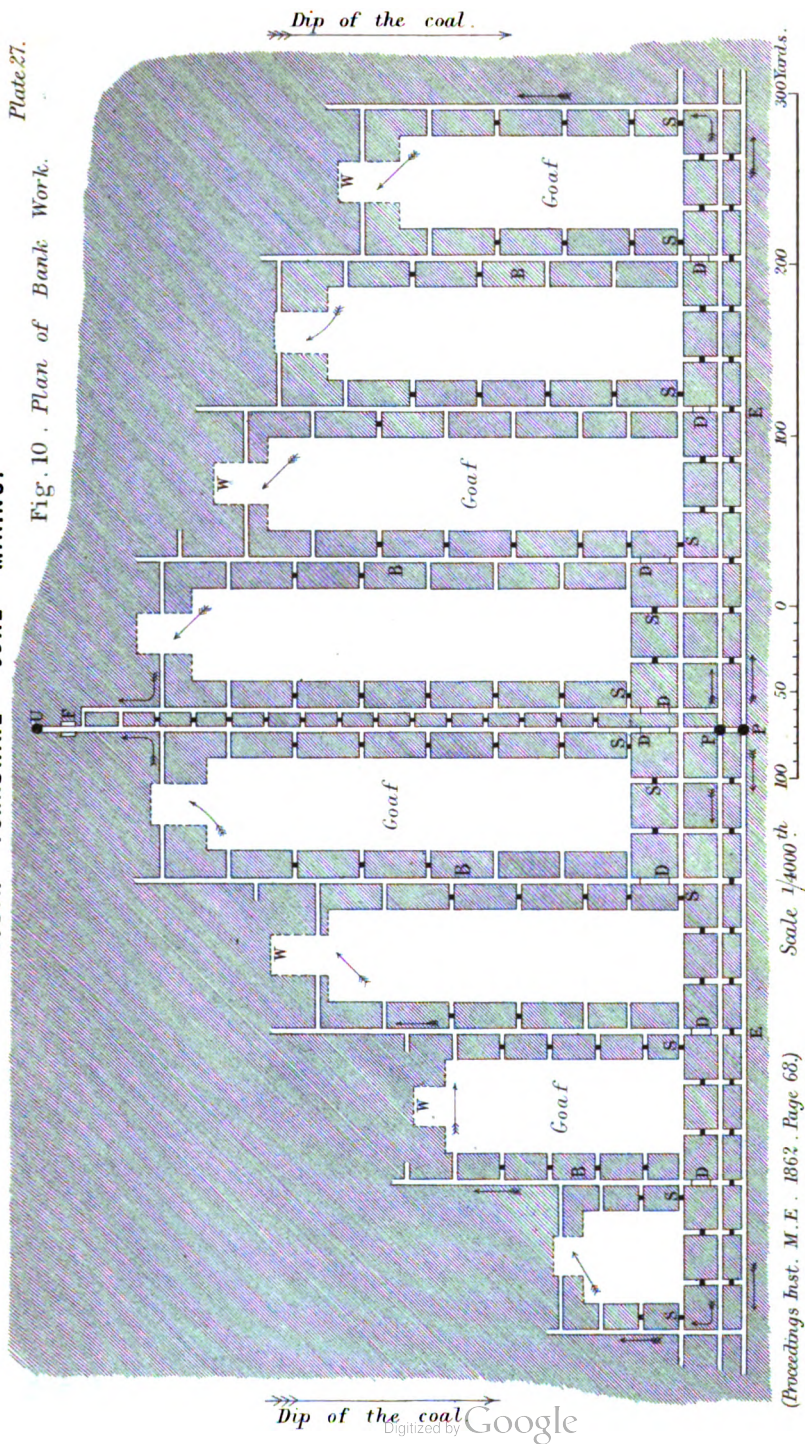 Plate 27.
Fig. 10. Plan of Bank Work.
Dip of the coal.
U
F
W
W
W
W
Goaf
Goaf
Goaf
Goaf
B
B
B
B
S
S
S
S
S
S
S
S
S
S
S
D
D
D
D
D
D
D
P
P
E
E
Dip of the coal.
(Proceedings Inst. M.E. 1862. Page 68.)
Scale 1/4000th
100
50
0
100
200
300 Yards.
Digitized by Google